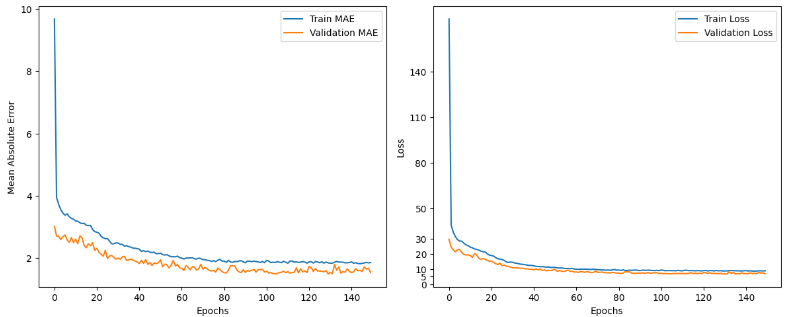 Train MAE
Validation MAE
Mean Absolute Error
10
8
6
4
2
0 20 40 60 80 100 120 140
Epochs
Train Loss
Validation Loss
Loss
140
110
80
50
30
20
10
5
0
0 20 40 60 80 100 120 140
Epochs